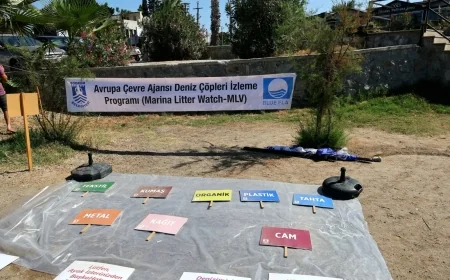 Avrupa Çevre Ajansı Deniz Çöpleri İzleme
Programı (Marina Litter Watch-MLV)
BLUE FLAG
KUMAŞ
ORGANİK
PLASTİK
TAHTA
METAL
KAĞIT
CAM
Lütfen,